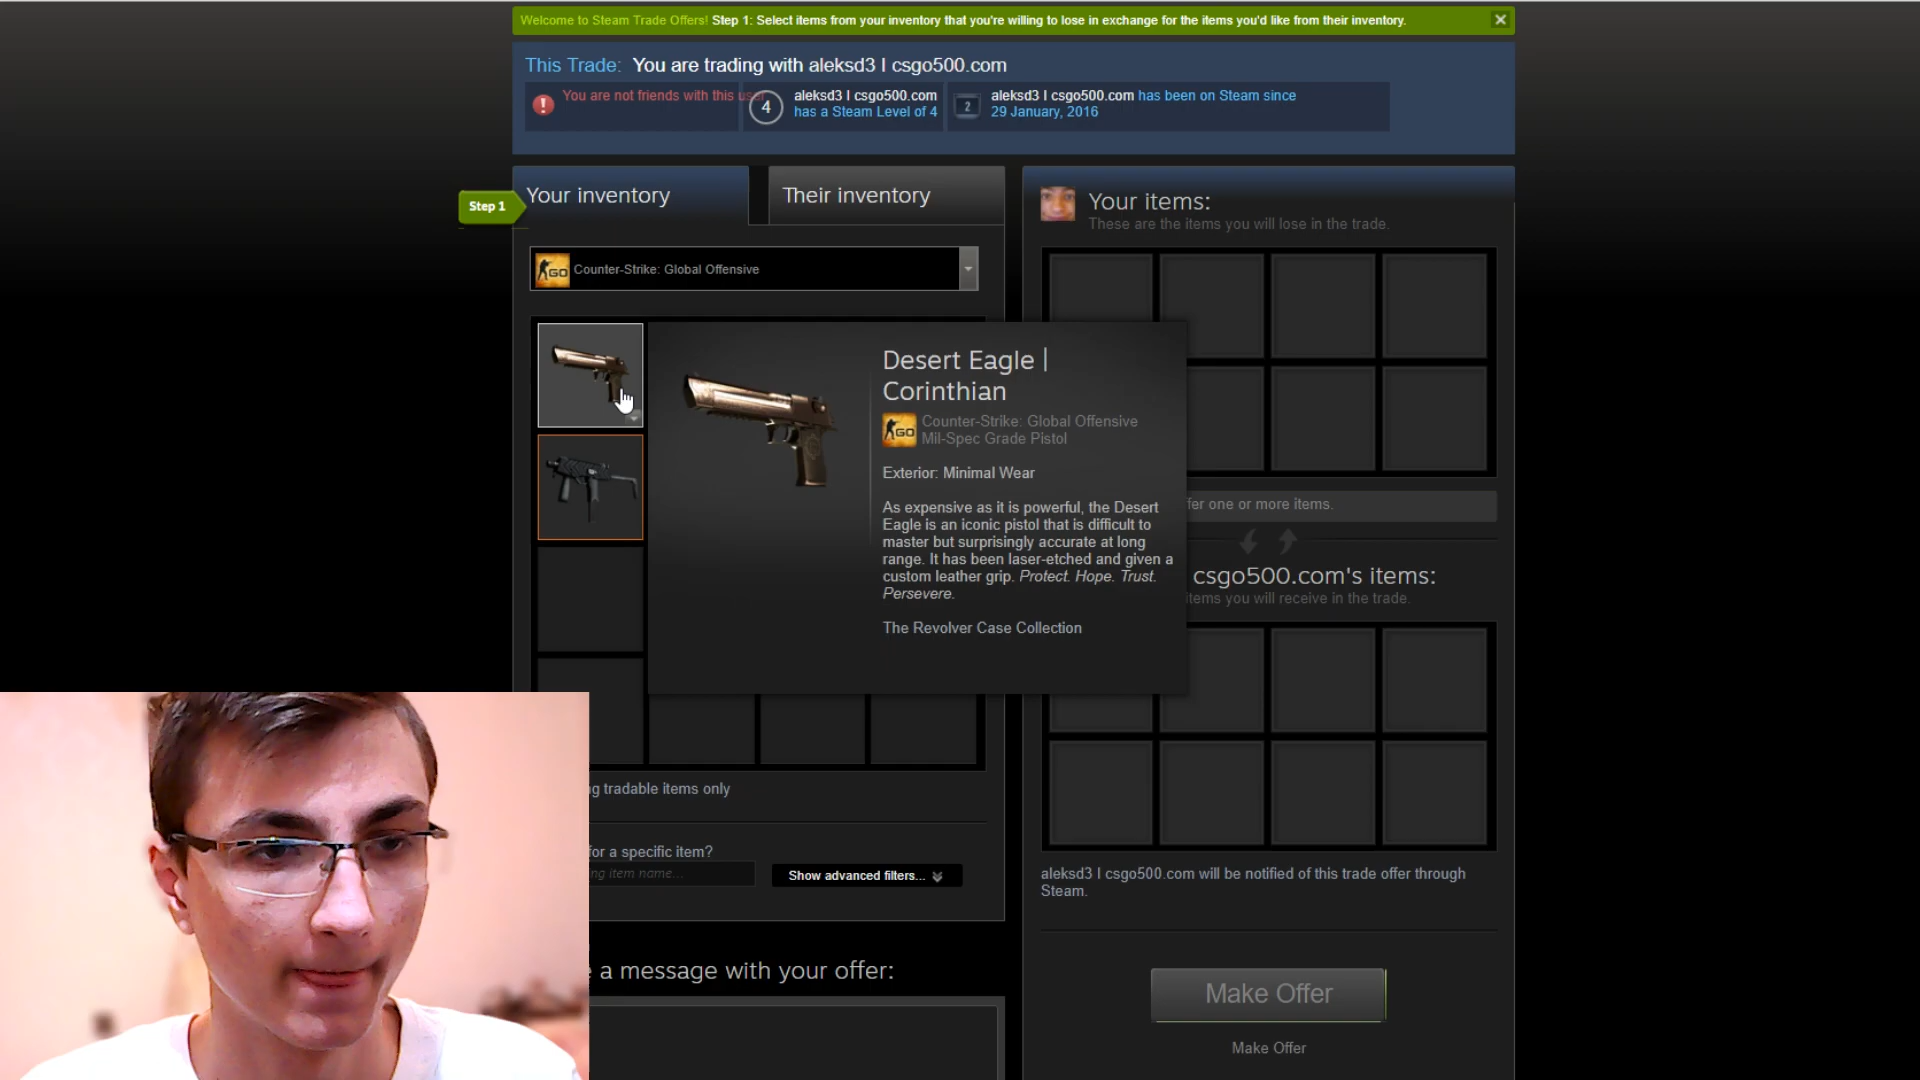 Welcome to Steam Trade Offers! Step 1: Select items from your inventory that you're willing to lose in exchange for the items you'd like from their inventory.
This Trade: You are trading with aleksd3 I csgo500.com
You are not friends with this user
4
aleksd3 I csgo500.com
has a Steam Level of 4
2
aleksd3 I csgo500.com has been on Steam since
29 January, 2016
Step 1
Your inventory
Their inventory
Your items:
These are the items you will lose in the trade.
GO
Counter-Strike: Global Offensive
Desert Eagle |
Corinthian
GO
Counter-Strike: Global Offensive
Mil-Spec Grade Pistol
Exterior: Minimal Wear
As expensive as it is powerful, the Desert
Eagle is an iconic pistol that is difficult to
master but surprisingly accurate at long
range. It has been laser-etched and given a
custom leather grip. Protect. Hope. Trust.
Persevere.
The Revolver Case Collection
fer one or more items.
csgo500.com's items:
items you will receive in the trade.
g tradable items only
for a specific item?
ng item name...
Show advanced filters...
aleksd3 I csgo500.com will be notified of this trade offer through
Steam.
a message with your offer:
Make Offer
Make Offer